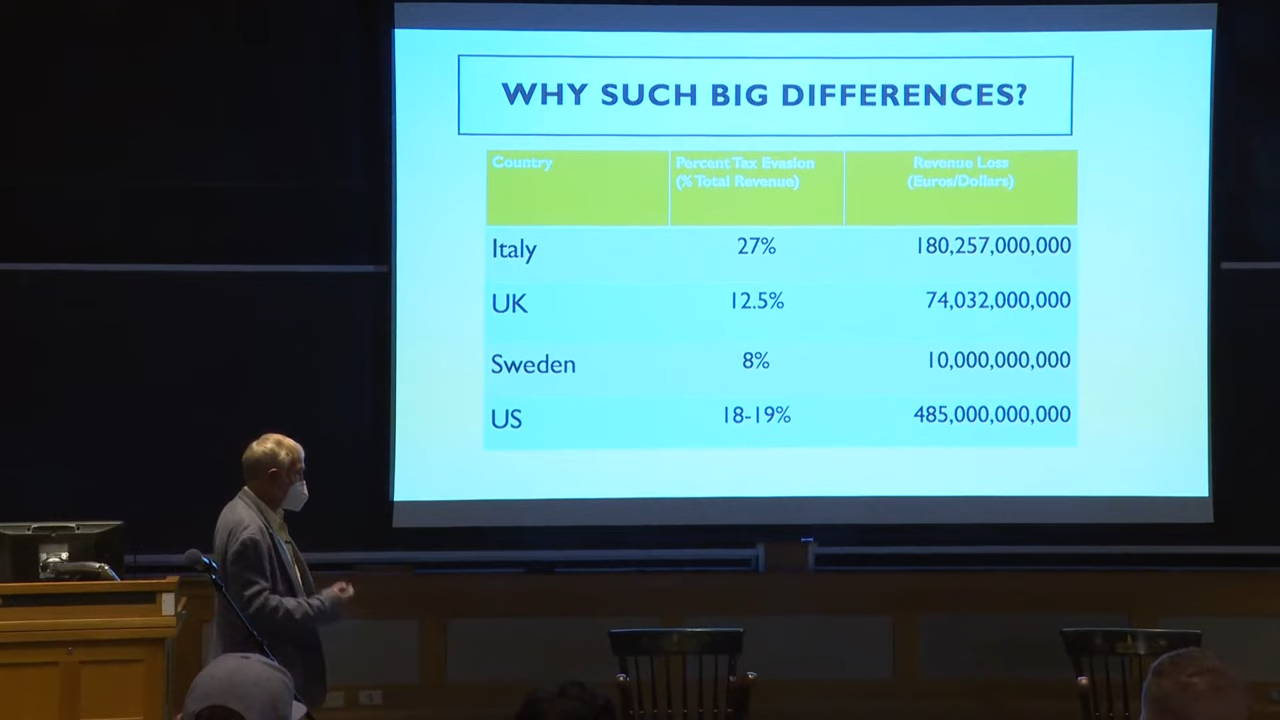 WHY SUCH BIG DIFFERENCES?
Country
Percent Tax Evasion
(% Total Revenue)
Revenue Loss
(Euros/Dollars)
Italy 27% 180,257,000,000
UK 12.5% 74,032,000,000
Sweden 8% 10,000,000,000
US 18-19% 485,000,000,000